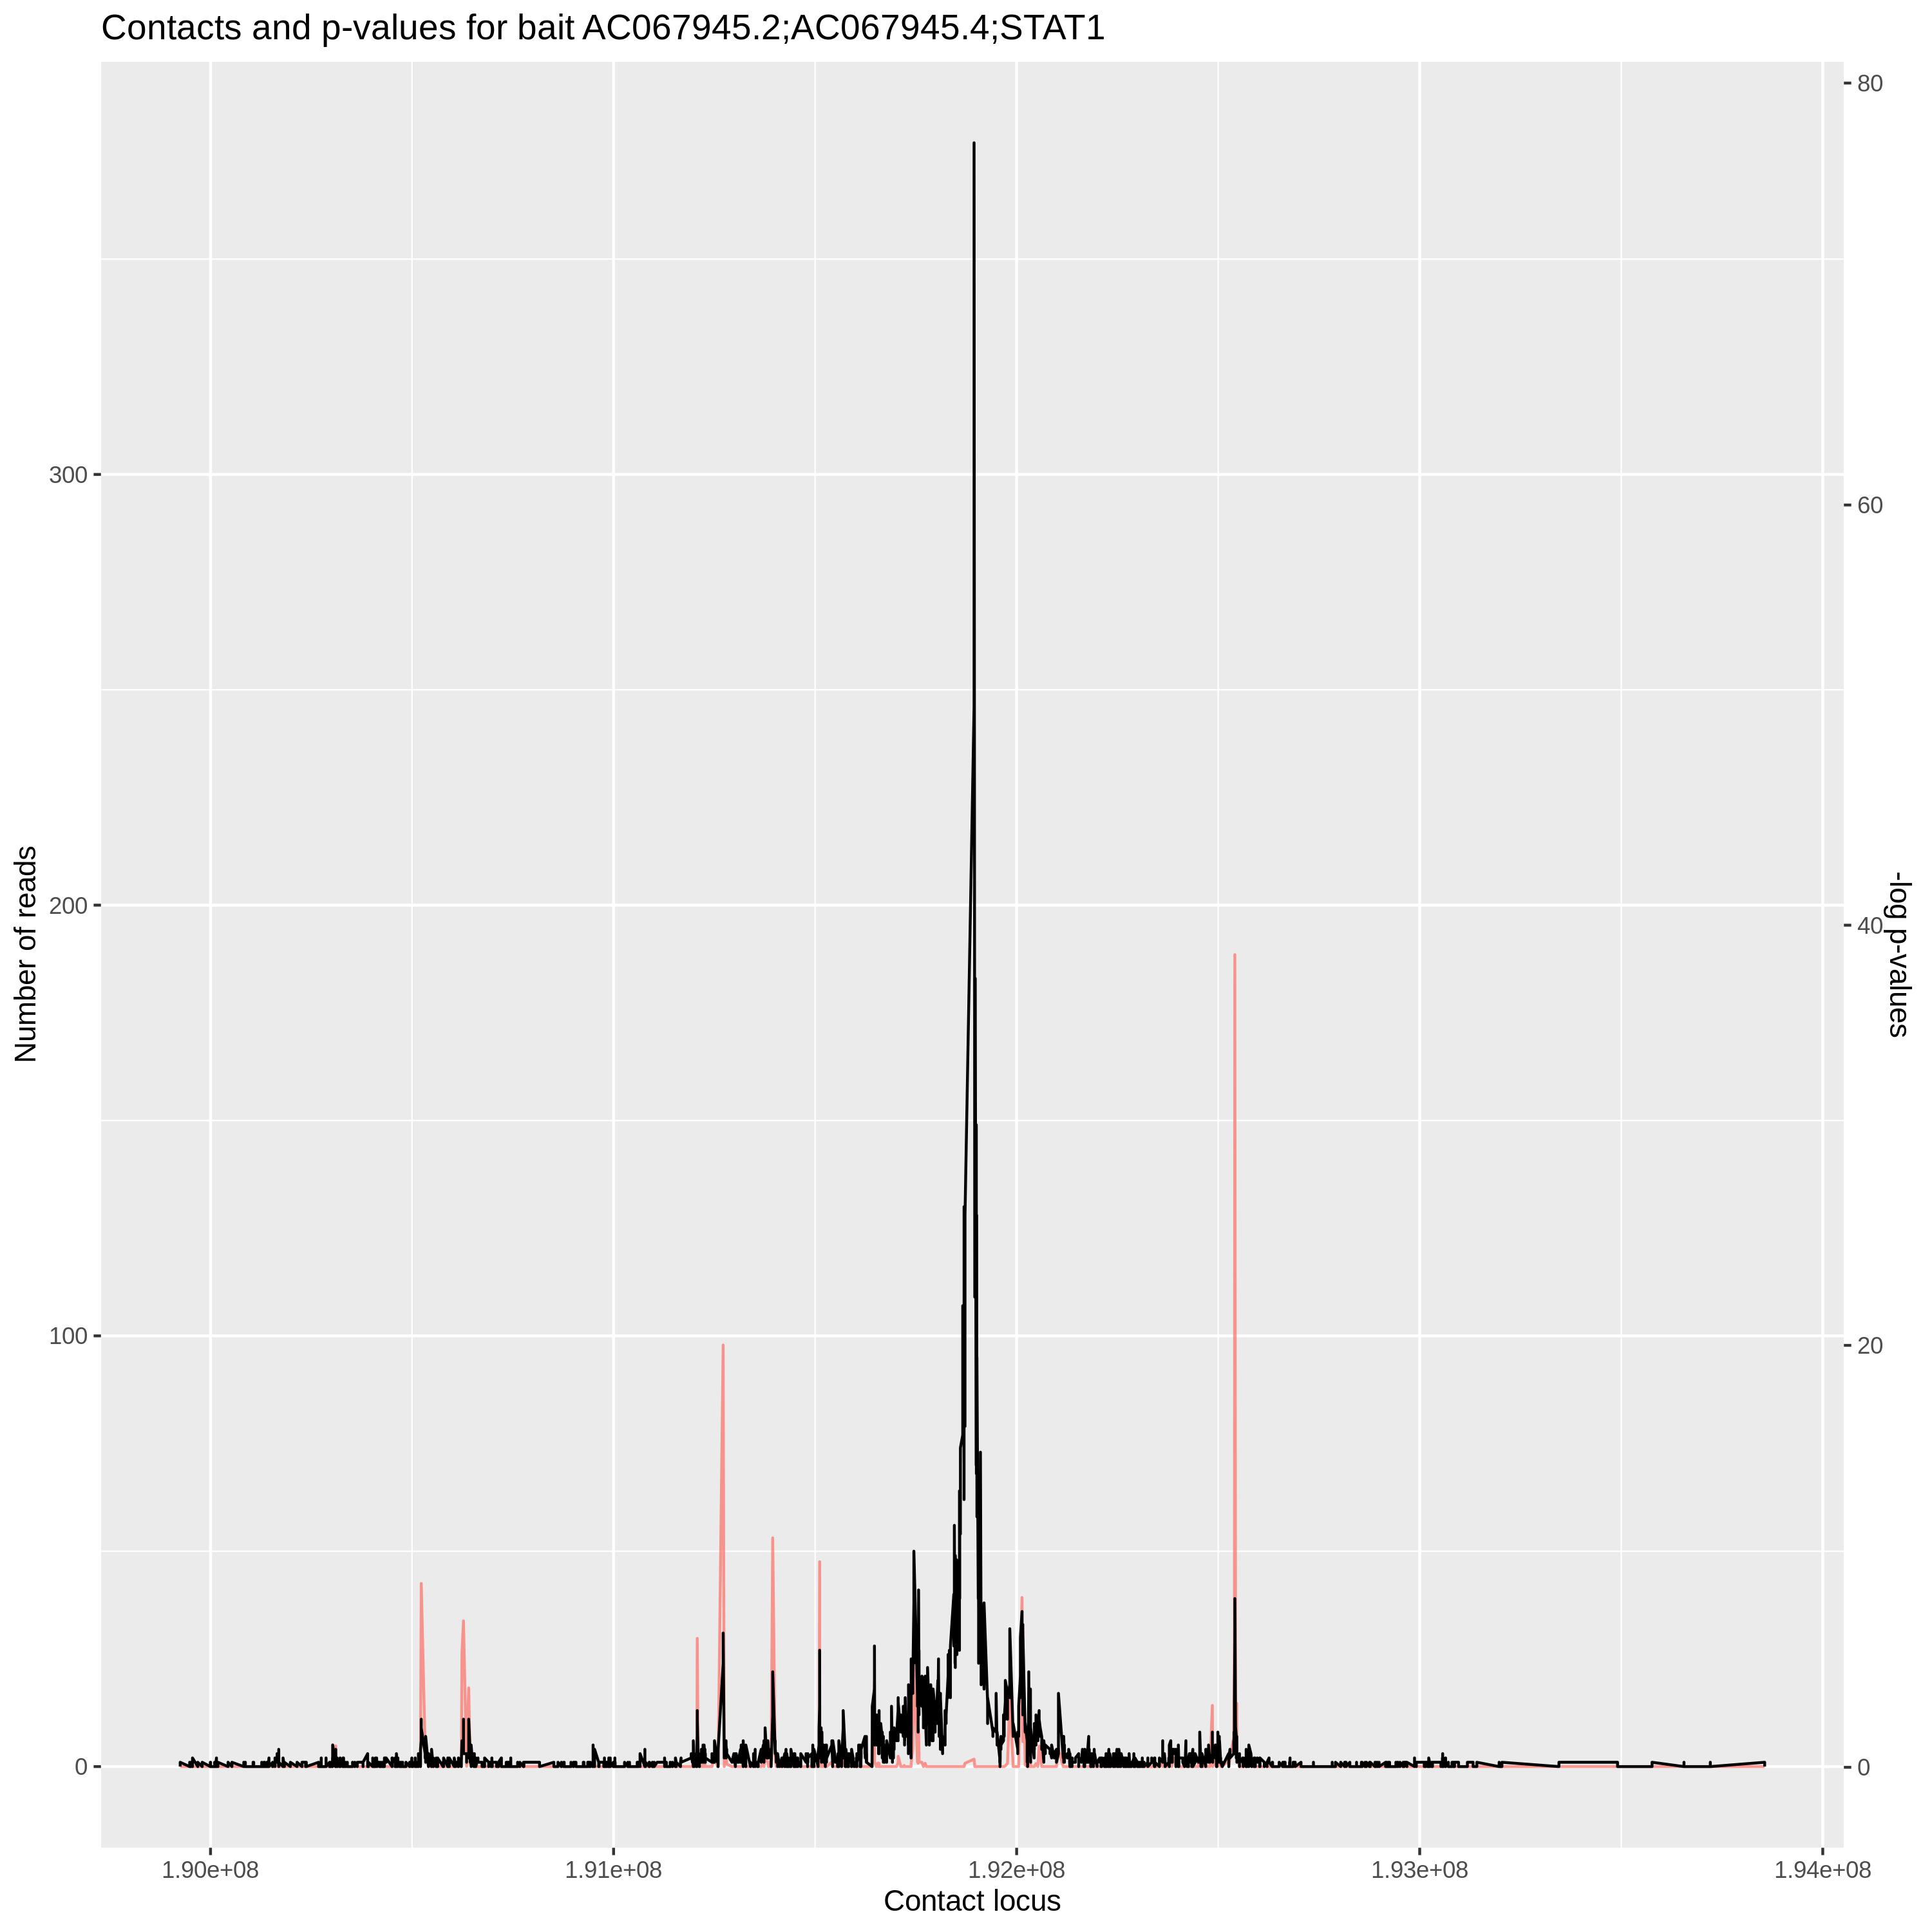 Contacts and p-values for bait AC067945.2;AC067945.4;STAT1
80
300
60
200
40
Number of reads
-log p-values
100
20
0
0
1.90e+08
1.91e+08
1.92e+08
1.93e+08
1.94e+08
Contact locus